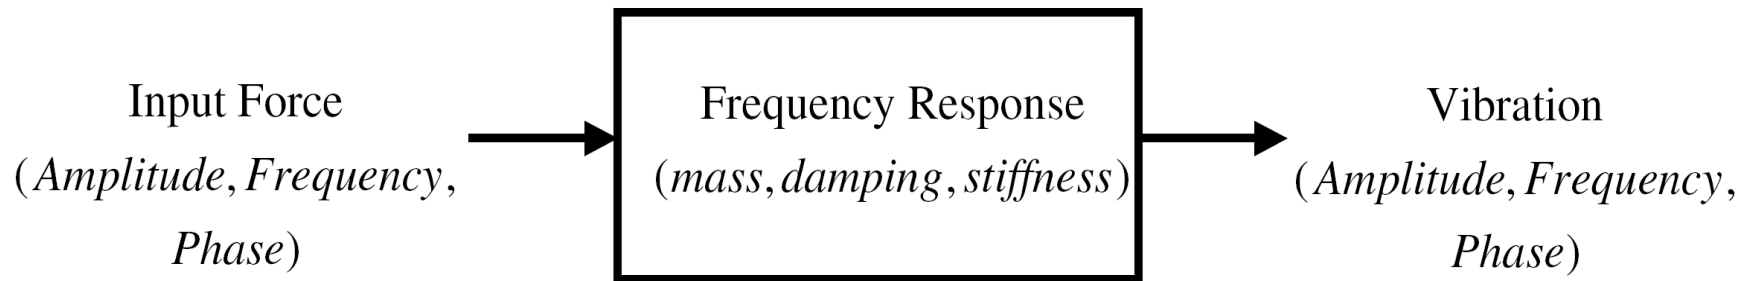 Input Force
(Amplitude, Frequency,
Phase)
Frequency Response
(mass, damping, stiffness)
Vibration
(Amplitude, Frequency,
Phase)